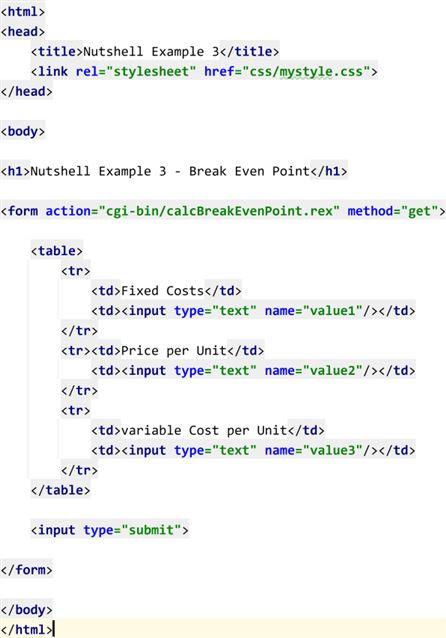 <html>
<head>
    <title>Nutshell Example 3</title>
    <link rel="stylesheet" href="css/mystyle.css">
</head>

<body>

<h1>Nutshell Example 3 - Break Even Point</h1>

<form action="cgi-bin/calcBreakEvenPoint.rex" method="get">

    <table>
        <tr>
            <td>Fixed Costs</td>
            <td><input type="text" name="value1"/></td>
        </tr>
        <tr><td>Price per Unit</td>
            <td><input type="text" name="value2"/></td>
        </tr>
        <tr>
            <td>variable Cost per Unit</td>
            <td><input type="text" name="value3"/></td>
        </tr>
    </table>

    <input type="submit">

</form>

</body>
</html>